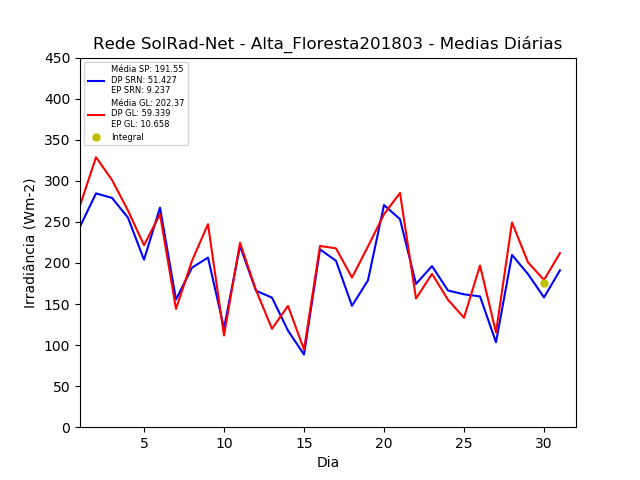 Rede SolRad-Net - Alta_Floresta201803 - Medias Diárias
Média SP: 191.55
DP SRN: 51.427
EP SRN: 9.237
Média GL: 202.37
DP GL: 59.339
EP GL: 10.658
Integral
Irradiância (Wm-2)
450
400
350
300
250
200
150
100
50
0
5
10
15
20
25
30
Dia